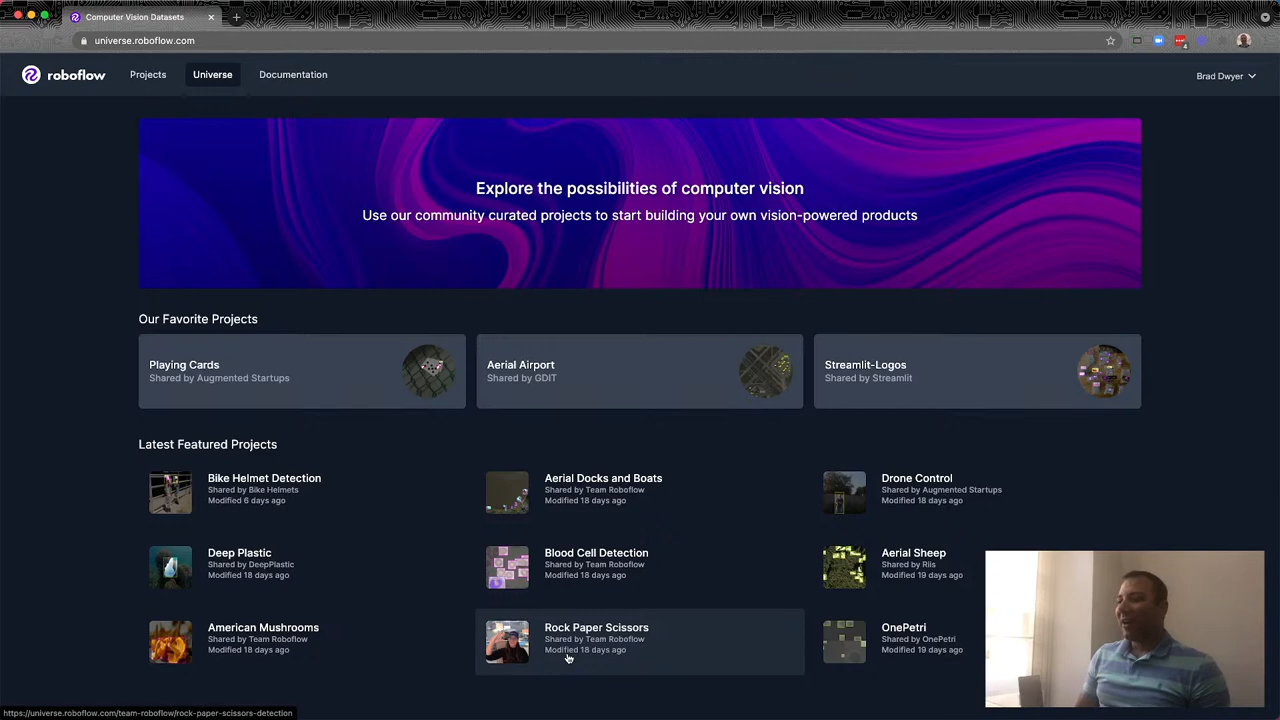 Computer Vision Datasets
universe.roboflow.com
4
roboflow
Projects
Universe
Documentation
Brad Dwyer
Explore the possibilities of computer vision
Use our community curated projects to start building your own vision-powered products
Our Favorite Projects
Playing Cards
Shared by Augmented Startups
Aerial Airport
Shared by GDIT
Streamlit-Logos
Shared by Streamlit
Latest Featured Projects
Bike Helmet Detection
Shared by Bike Helmets
Modified 6 days ago
Aerial Docks and Boats
Shared by Team Roboflow
Modified 18 days ago
Drone Control
Shared by Augmented Startups
Modified 18 days ago
Deep Plastic
Shared by DeepPlastic
Modified 18 days ago
Blood Cell Detection
Shared by Team Roboflow
Modified 18 days ago
Aerial Sheep
Shared by Riis
Modified 19 days ago
American Mushrooms
Shared by Team Roboflow
Modified 18 days ago
Rock Paper Scissors
Shared by Team Roboflow
Modified 18 days ago
OnePetri
Shared by OnePetri
Modified 19 days ago
https://universe.roboflow.com/team-roboflow/rock-paper-scissors-detection